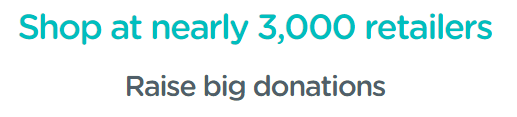 Shop at nearly 3,000 retailers
Raise big donations